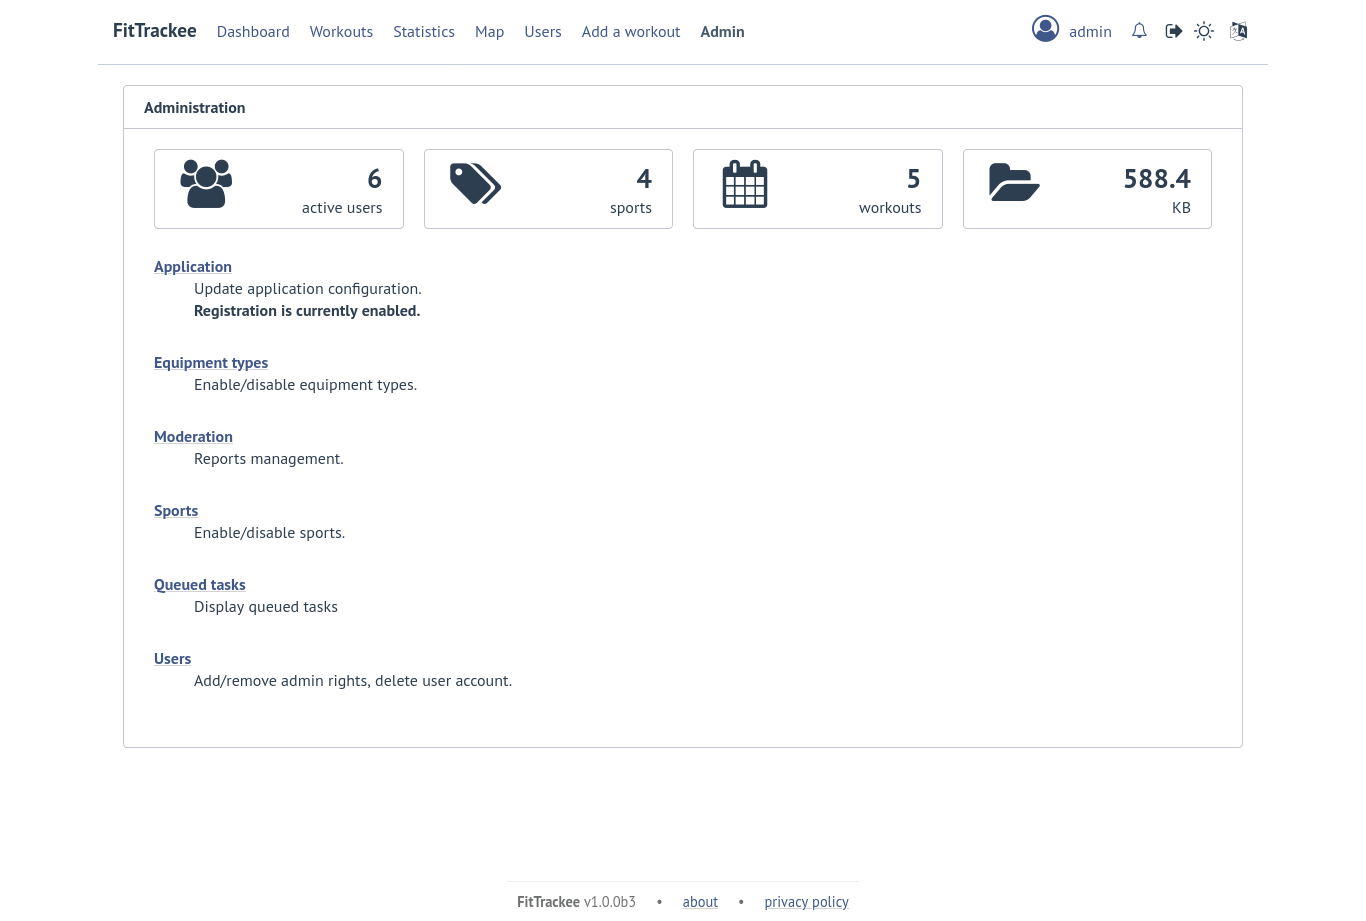 FitTrackee Dashboard Workouts Statistics Map Users Add a workout Admin admin
Administration
6
active users
4
sports
5
workouts
588.4
KB
Application
Update application configuration.
Registration is currently enabled.
Equipment types
Enable/disable equipment types.
Moderation
Reports management.
Sports
Enable/disable sports.
Queued tasks
Display queued tasks
Users
Add/remove admin rights, delete user account.
FitTrackee v1.0.0b3 • about • privacy policy